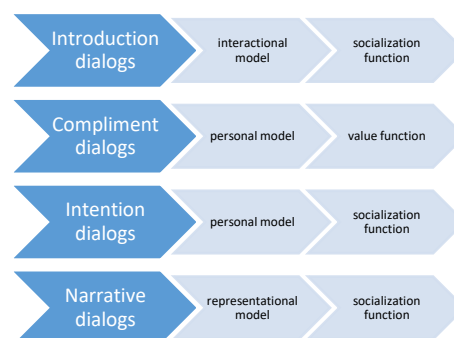 Introduction
dialogs
interactional
model
socialization
function
Compliment
dialogs
personal model
value function
Intention
dialogs
personal model
socialization
function
Narrative
dialogs
representational
model
socialization
function